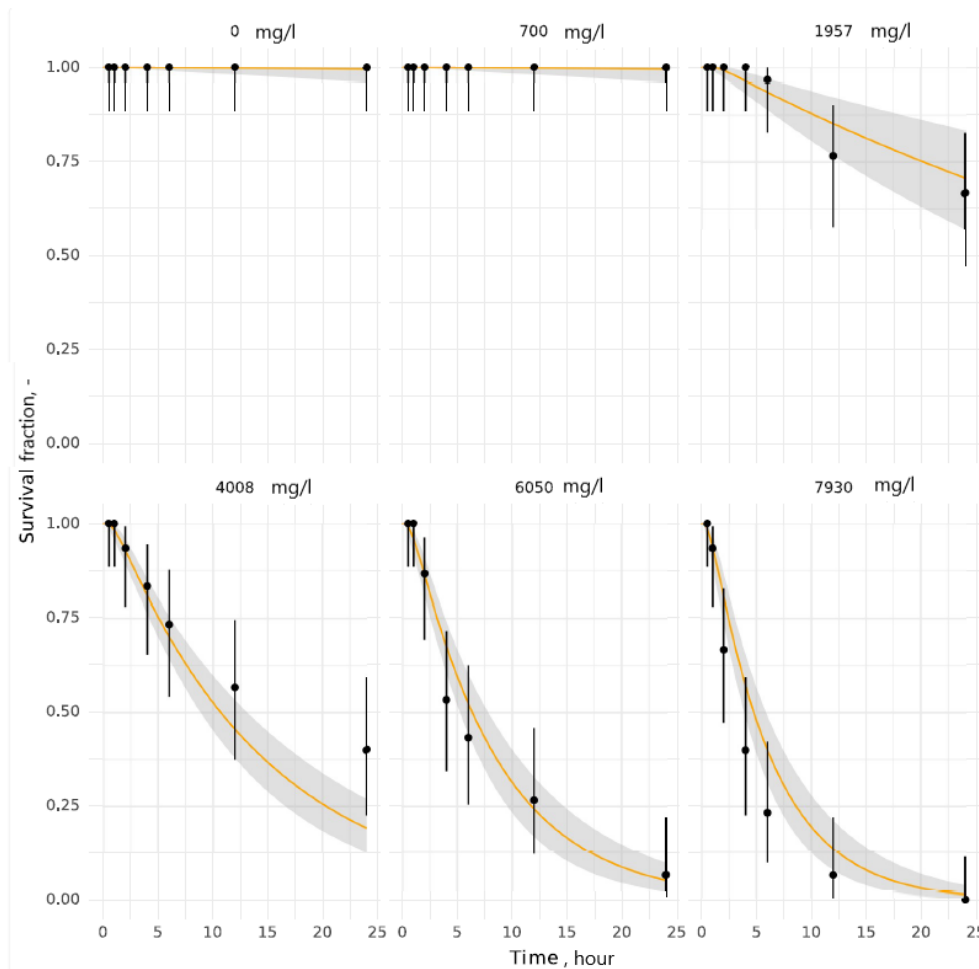 0 mg/l
700 mg/l
1957 mg/l
1.00
0.75
0.50
0.25
0.00
Survival fraction, -
4008 mg/l
6050 mg/l
7930 mg/l
1.00
0.75
0.50
0.25
0.00
0 5 10 15 20 25
0 5 10 15 20 25
0 5 10 15 20 25
Time , hour